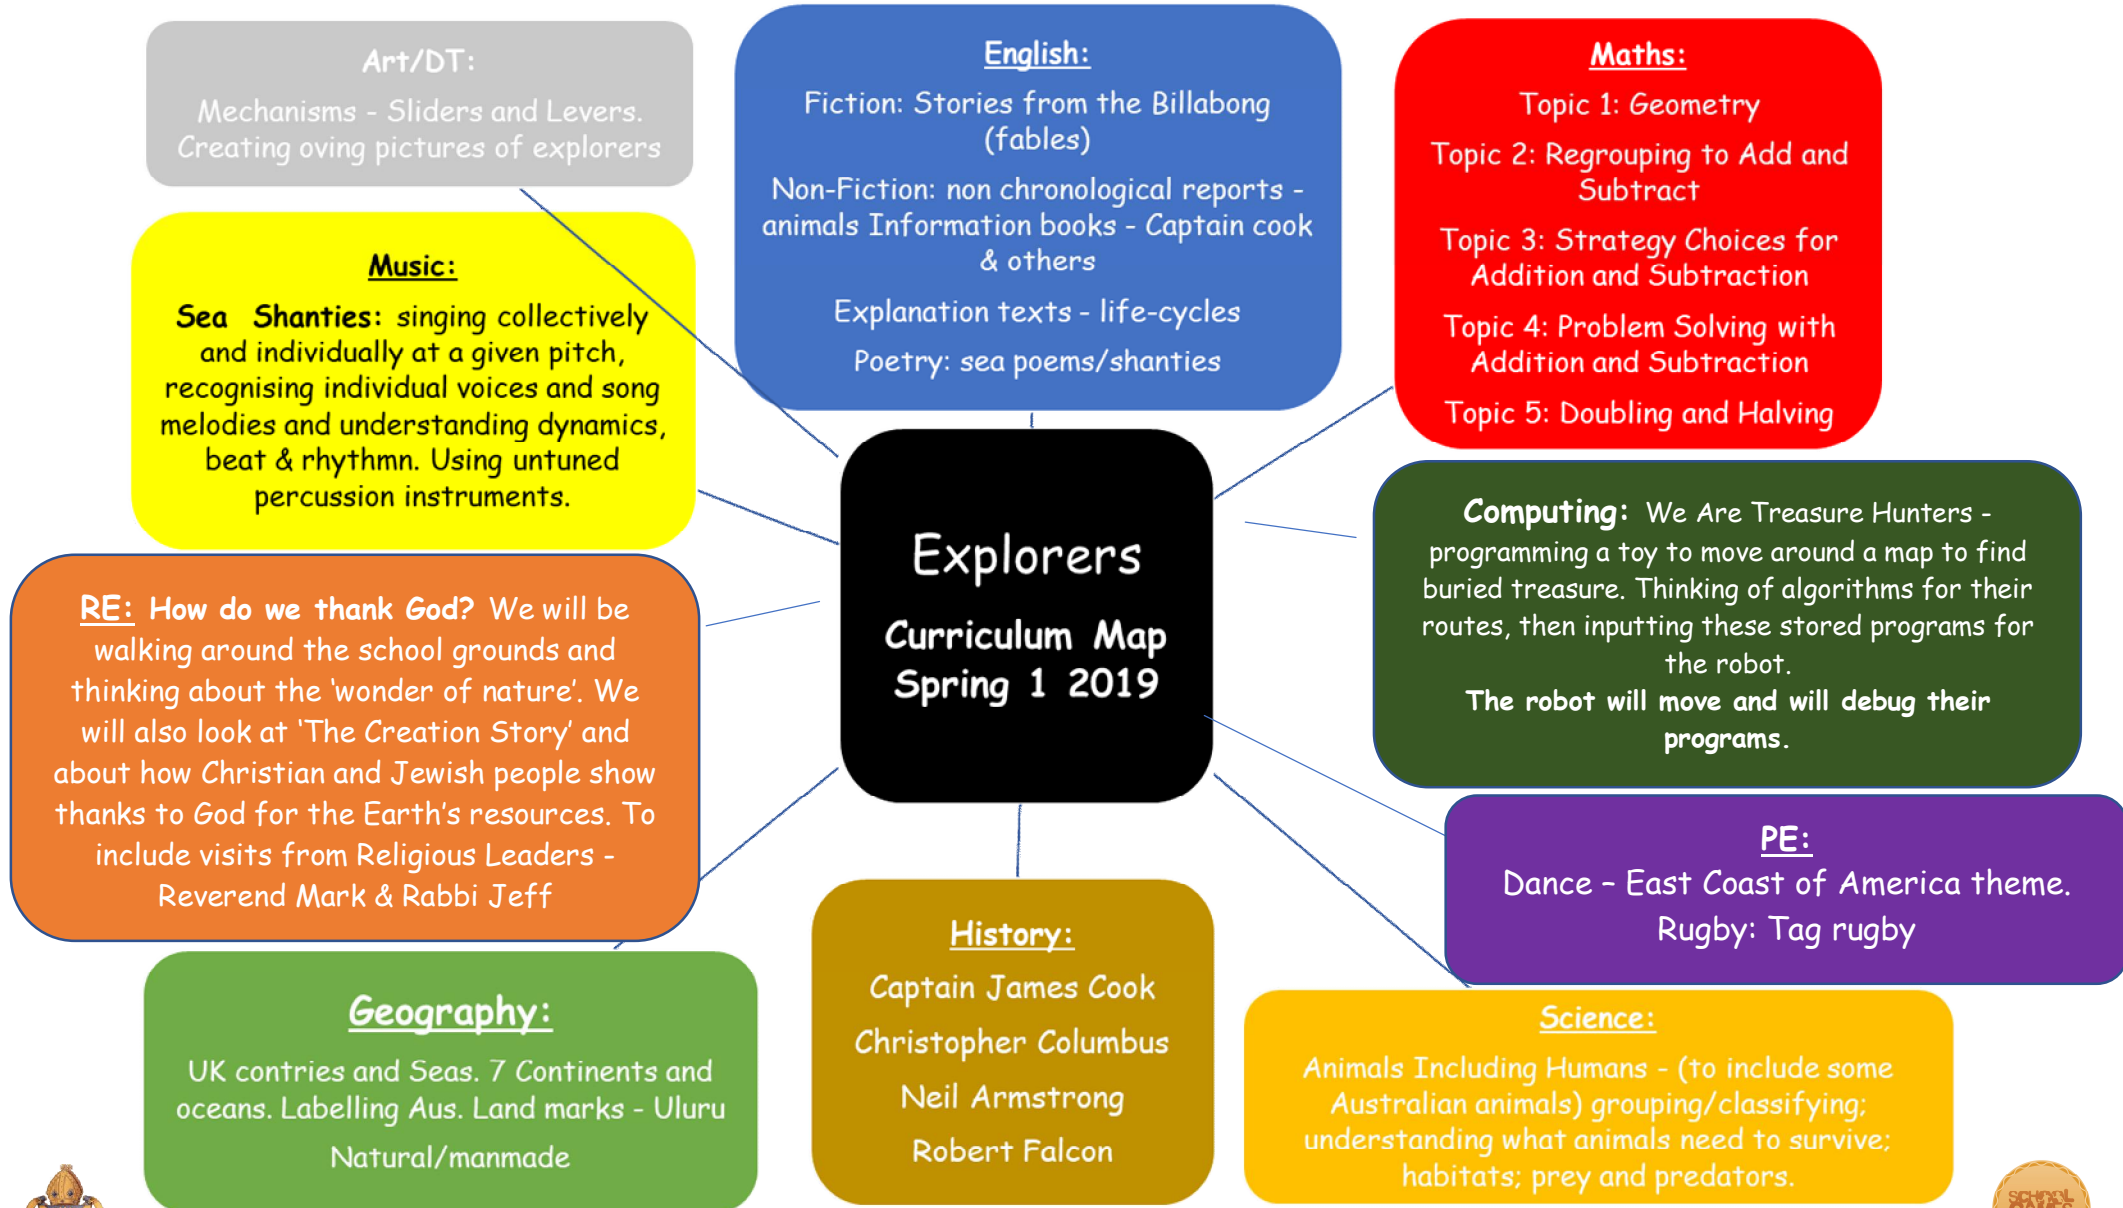 Art/DT:
Mechanisms - Sliders and Levers.
Creating oving pictures of explorers
English:
Fiction: Stories from the Billabong
(fables)
Non-Fiction: non chronological reports -
animals Information books - Captain cook
& others
Explanation texts - life-cycles
Poetry: sea poems/shanties
Maths:
Topic 1: Geometry
Topic 2: Regrouping to Add and
Subtract
Topic 3: Strategy Choices for
Addition and Subtraction
Topic 4: Problem Solving with
Addition and Subtraction
Topic 5: Doubling and Halving
Music:
Sea Shanties: singing collectively
and individually at a given pitch,
recognising individual voices and song
melodies and understanding dynamics,
beat & rhythmn. Using untuned
percussion instruments.
Explorers
Curriculum Map
Spring 1 2019
Computing: We Are Treasure Hunters -
programming a toy to move around a map to find
buried treasure. Thinking of algorithms for their
routes, then inputting these stored programs for
the robot.
The robot will move and will debug their
programs.
RE: How do we thank God? We will be
walking around the school grounds and
thinking about the ‘wonder of nature’. We
will also look at ‘The Creation Story’ and
about how Christian and Jewish people show
thanks to God for the Earth’s resources. To
include visits from Religious Leaders -
Reverend Mark & Rabbi Jeff
PE:
Dance – East Coast of America theme.
Rugby: Tag rugby
Geography:
UK contries and Seas. 7 Continents and
oceans. Labelling Aus. Land marks - Uluru
Natural/manmade
History:
Captain James Cook
Christopher Columbus
Neil Armstrong
Robert Falcon
Science:
Animals Including Humans - (to include some
Australian animals) grouping/classifying;
understanding what animals need to survive;
habitats; prey and predators.
SCHOOL
GAMES